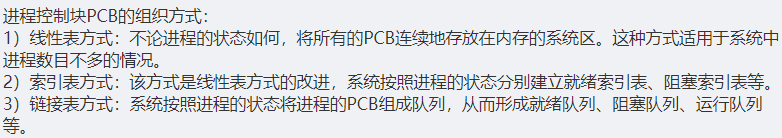 进程控制块PCB的组织方式：
1）线性表方式：不论进程的状态如何，将所有的PCB连续地存放在内存的系统区。这种方式适用于系统中
进程数目不多的情况。
2）索引表方式：该方式是线性表方式的改进，系统按照进程的状态分别建立就绪索引表、阻塞索引表等。
3）链接表方式：系统按照进程的状态将进程的PCB组成队列，从而形成就绪队列、阻塞队列、运行队列
等。